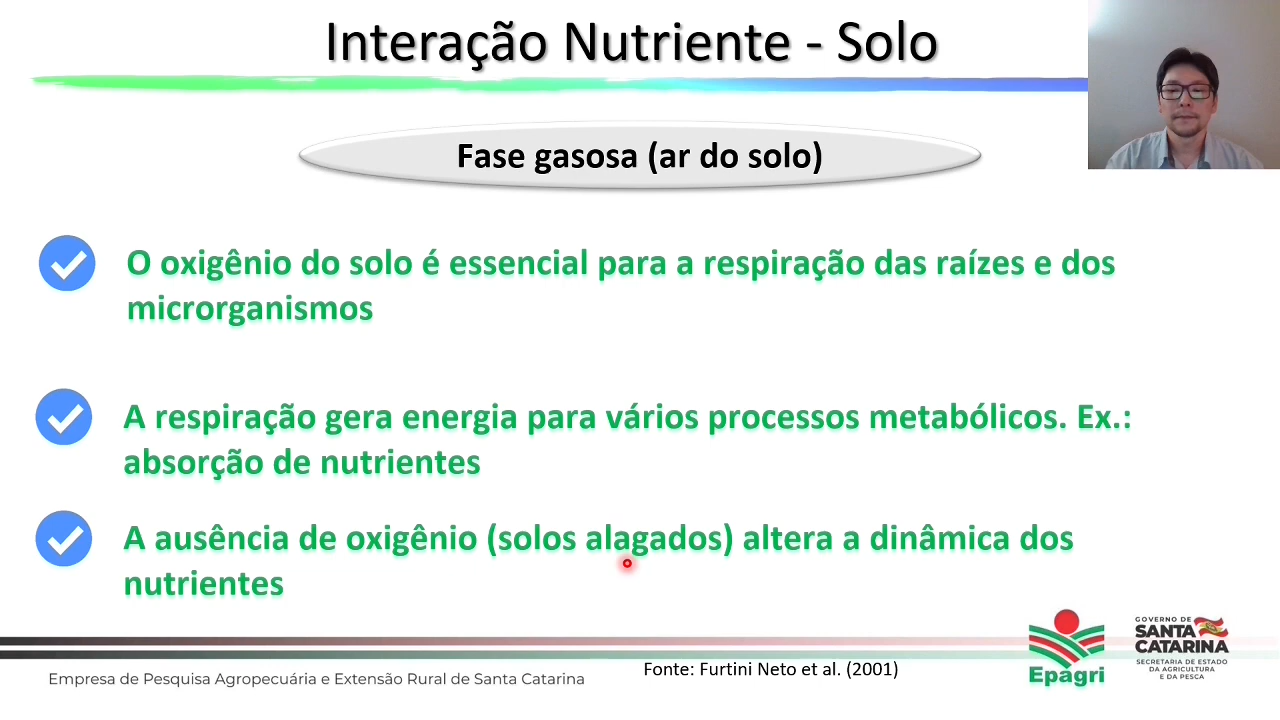 Interação Nutriente - Solo
Fase gasosa (ar do solo)
O oxigênio do solo é essencial para a respiração das raízes e dos
microrganismos
A respiração gera energia para vários processos metabólicos. Ex.:
absorção de nutrientes
A ausência de oxigênio (solos alagados) altera a dinâmica dos
nutrientes
Fonte: Furtini Neto et al. (2001)
Empresa de Pesquisa Agropecuária e Extensão Rural de Santa Catarina
Epagri
GOVERNO DE
SANTA
CATARINA
SECRETARIA DE ESTADO
DA AGRICULTURA
E DA PESCA